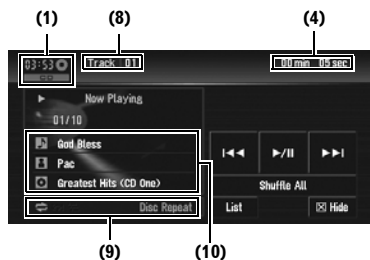 (1) (8) (4)
03:53 Track 01 00 min 05 sec
CD
Now Playing
01/10
God Bless
Pac
Greatest Hits (CD One)
Shuffle All
Disc Repeat List Hide
(9) (10)